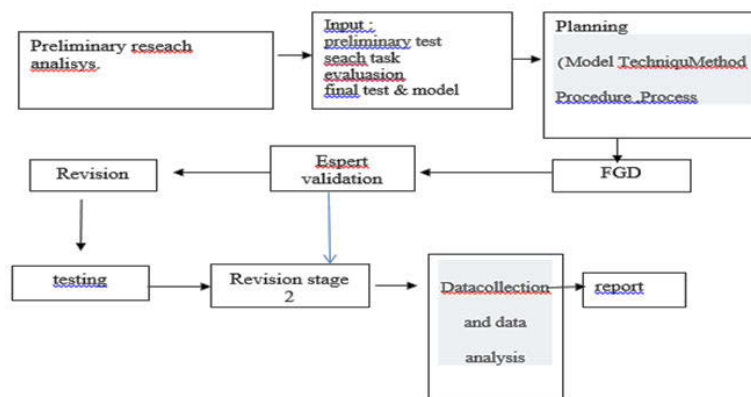 Preliminary reseach
analisys.
Input :
preliminary test
seach task
evaluasion
final test & model
Planning
(Model TechniquMethod
Procedure ,Process
Revision
Espert
validation
FGD
testing
Revision stage
2
Datacollection
and data
analysis
report